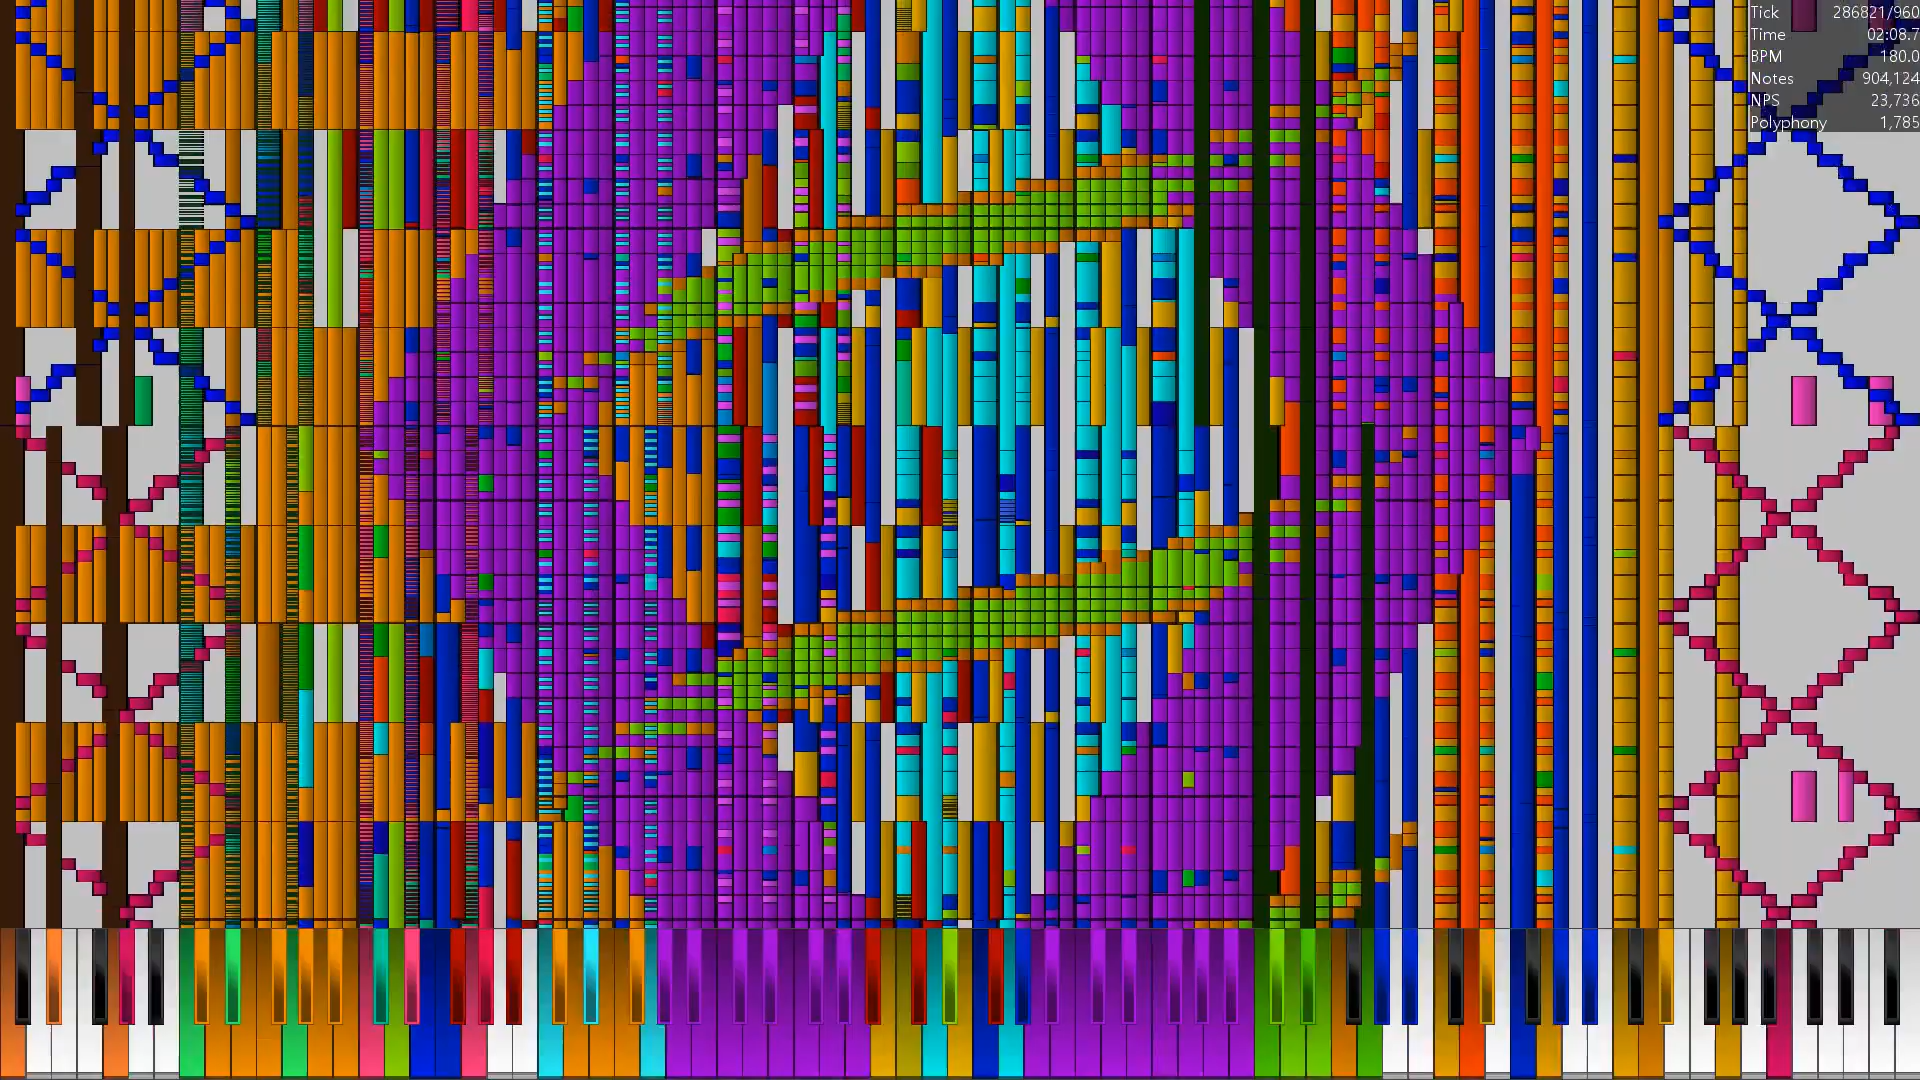 Tick 286821/960
Time 02:08.7
BPM 180.0
Notes 904,124
NPS 23,736
Polyphony 1,785